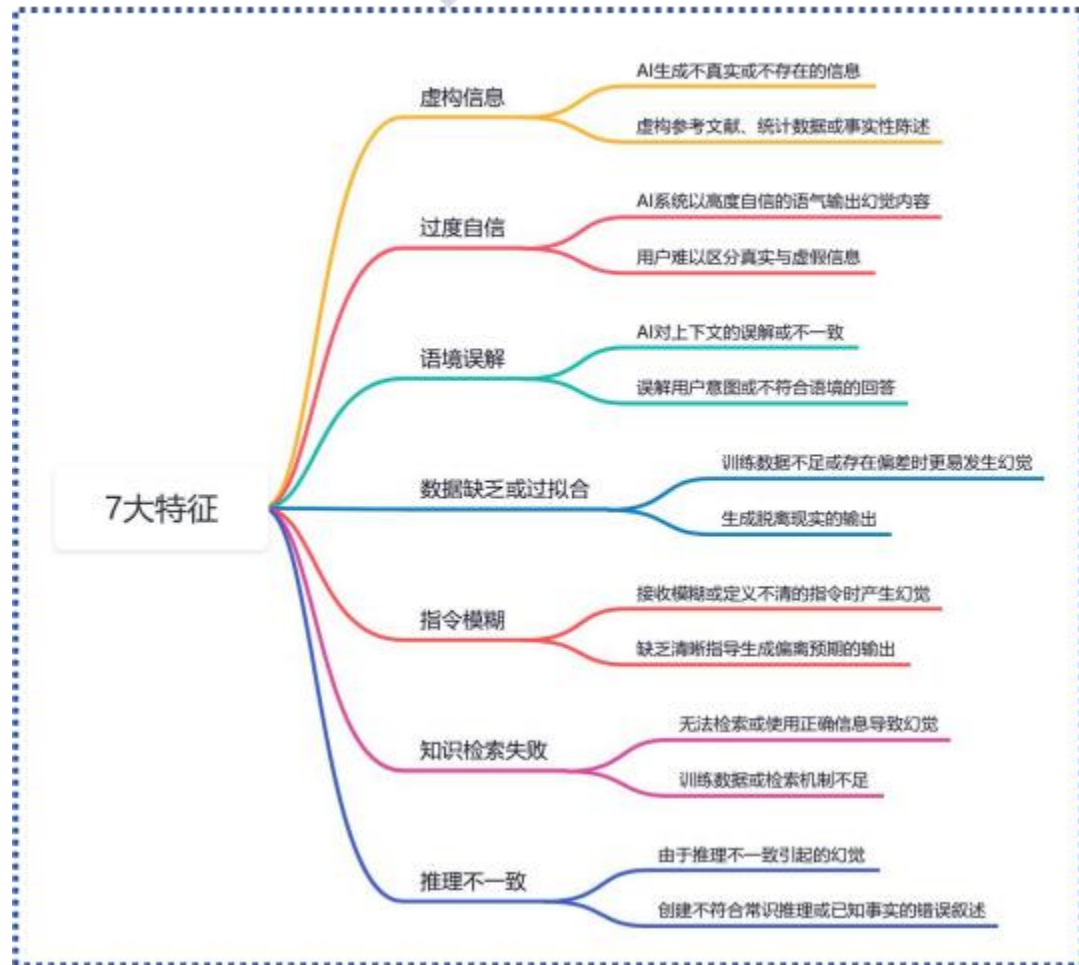 虚构信息
AI生成不真实或不存在的信息
虚构参考文献、统计数据或事实性陈述
过度自信
AI系统以高度自信的语气输出幻觉内容
用户难以区分真实与虚假信息
语境误解
AI对上下文的误解或不一致
误解用户意图或不符合语境的回答
7大特征
数据缺乏或过拟合
训练数据不足或存在偏差时更易发生幻觉
生成脱离现实的输出
指令模糊
接收模糊或定义不清的指令时产生幻觉
缺乏清晰指导生成偏离预期的输出
知识检索失败
无法检索或使用正确信息导致幻觉
训练数据或检索机制不足
推理不一致
由于推理不一致引起的幻觉
创建不符合常识推理或已知事实的错误叙述